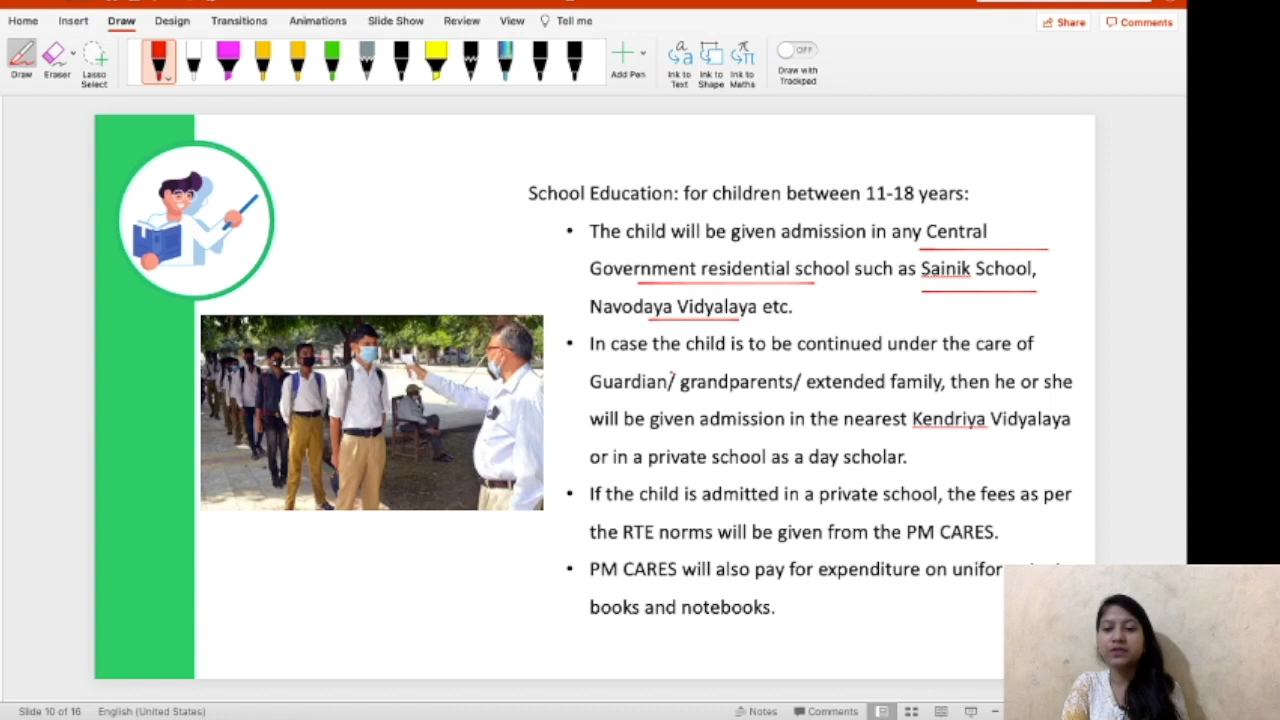 Home Insert Draw Design Transitions Animations Slide Show Review View Tell me Share Comments
Draw Eraser Lasso Select Add Pen Ink to Text Ink to Shape Ink to Maths OFF Draw with Trackpad
School Education: for children between 11-18 years:
• The child will be given admission in any Central
Government residential school such as Sainik School,
Navodaya Vidyalaya etc.
• In case the child is to be continued under the care of
Guardian/ grandparents/ extended family, then he or she
will be given admission in the nearest Kendriya Vidyalaya
or in a private school as a day scholar.
• If the child is admitted in a private school, the fees as per
the RTE norms will be given from the PM CARES.
• PM CARES will also pay for expenditure on
books and notebooks.
Slide 10 of 16 English (United States) Notes Comments